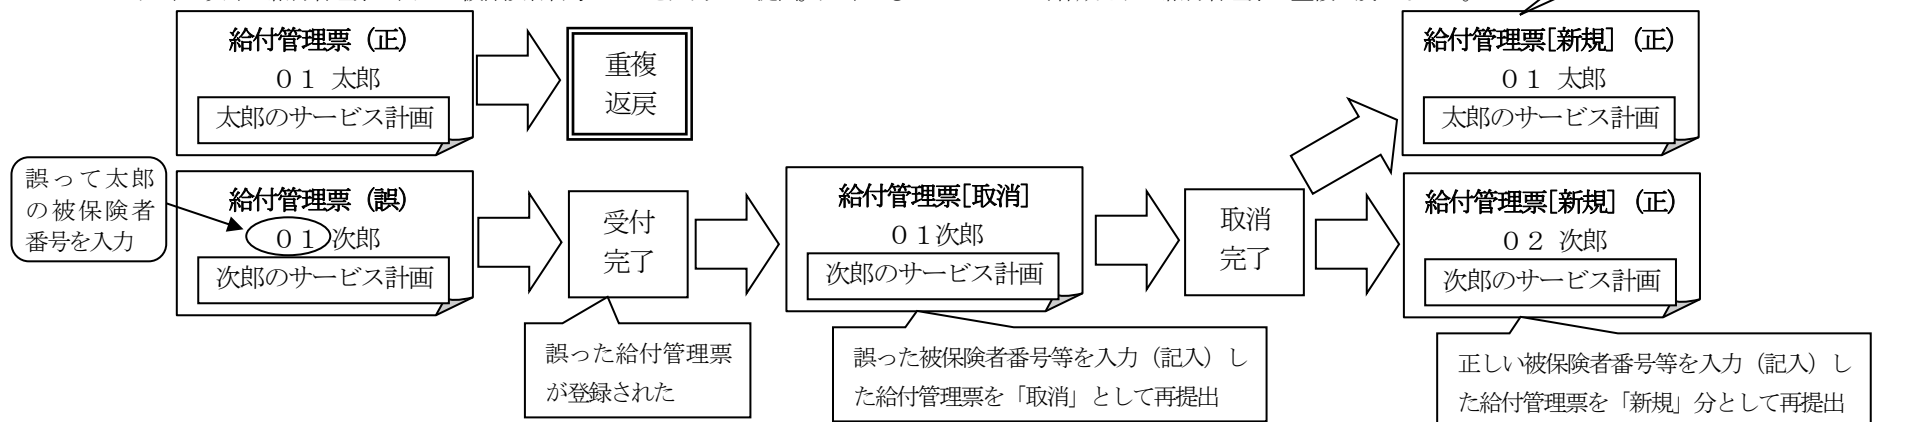 給付管理票（正）
０１ 太郎
太郎のサービス計画
重複
返戻
給付管理票[新規]（正）
０１ 太郎
太郎のサービス計画
誤って太郎
の被保険者
番号を入力
給付管理票（誤）
０１次郎
次郎のサービス計画
受付
完了
給付管理票[取消]
０１次郎
次郎のサービス計画
取消
完了
給付管理票[新規]（正）
０２ 次郎
次郎のサービス計画
誤った給付管理票
が登録された
誤った被保険者番号等を入力（記入）し
た給付管理票を「取消」として再提出
正しい被保険者番号等を入力（記入）し
た給付管理票を「新規」分として再提出